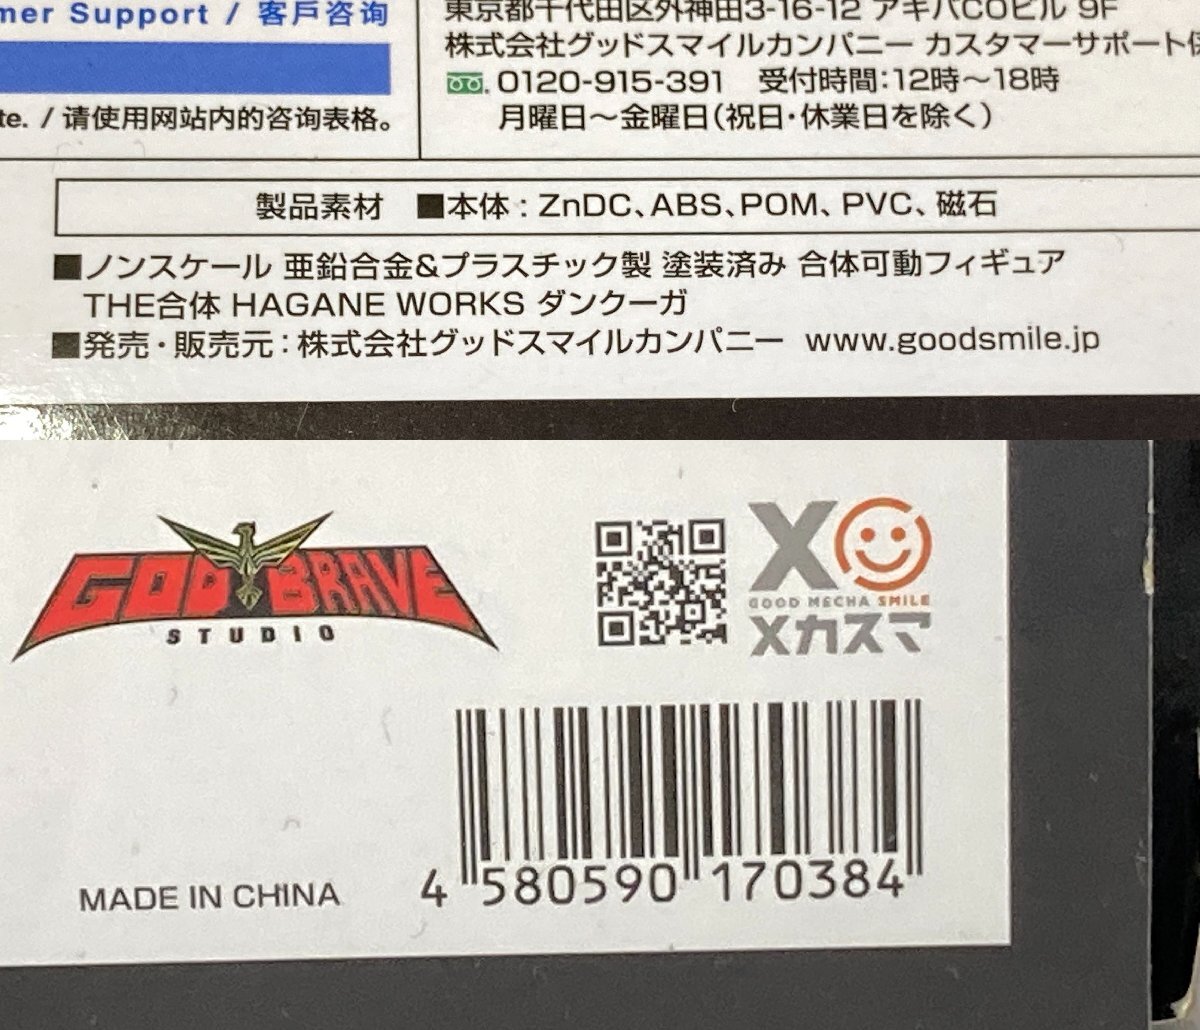 mer Support / 客戶咨询
te. / 请使用网站内的咨询表格。
東京都千代田区外神田3-16-12 アキバCOビル 9F
株式会社グッドスマイルカンパニー カスタマーサポート係
0120-915-391 受付時間:12時～18時
月曜日～金曜日(祝日・休業日を除く)
製品素材 ■本体 : ZnDC、ABS、POM、PVC、磁石
■ノンスケール 亜鉛合金&プラスチック製 塗装済み 合体可動フィギュア
THE合体 HAGANE WORKS ダンクーガ
■発売・販売元:株式会社グッドスマイルカンパニー www.goodsmile.jp
GOD BRAVE
STUDIO
GOOD MECHA SMILE
メカスマ
MADE IN CHINA
4 580590 170384